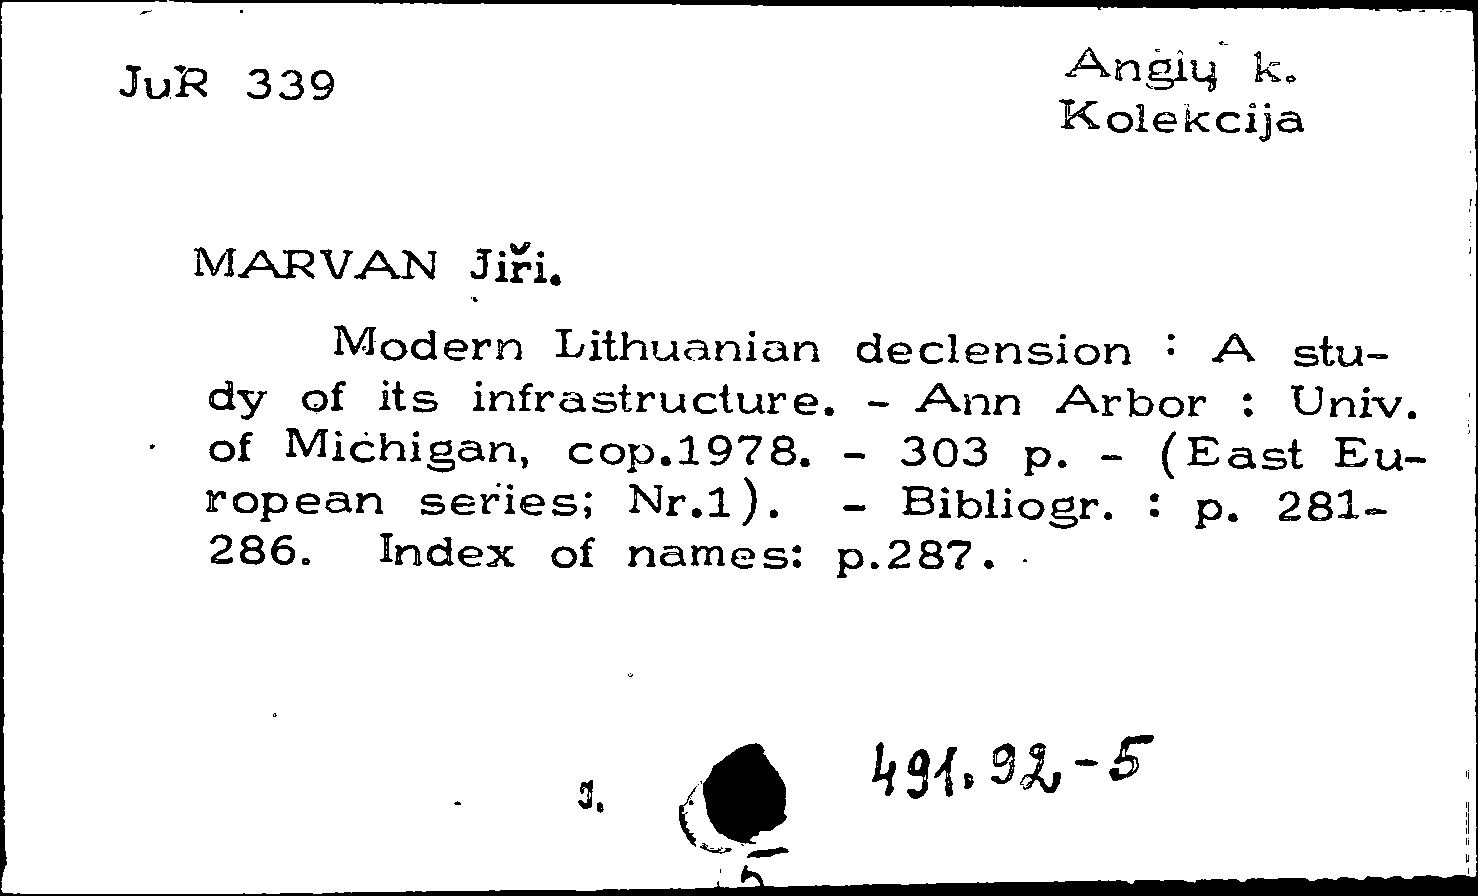 JuR 339
Angių k.
Kolekcija
MARVAN Jiři.
Modern Lithuanian declension : A stu-
dy of its infrastructure. - Ann Arbor : Univ.
of Michigan, cop.1978. - 303 p. - (East Eu-
ropean series; Nr.1). - Bibliogr. : p. 281-
286. Index of names: p.287.
491.92-5
5